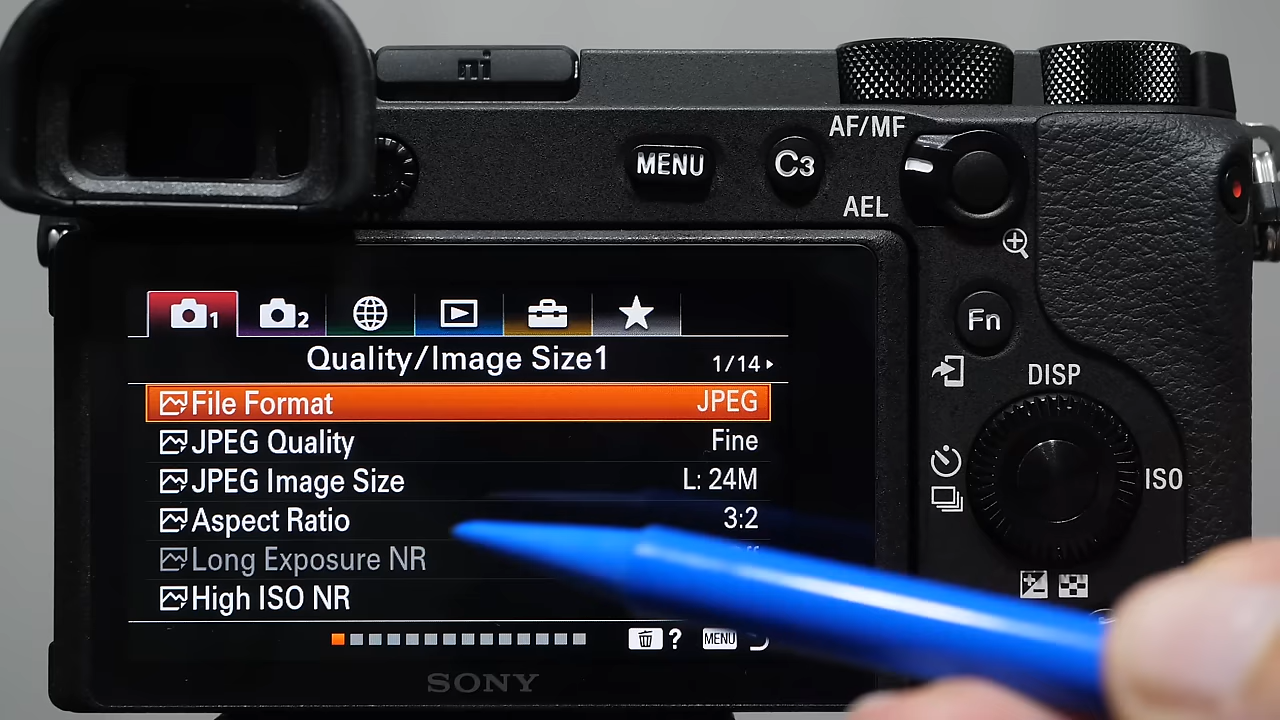 mi
AF/MF
MENU
C3
AEL
1
2
Quality/Image Size1
1/14
File Format JPEG
JPEG Quality Fine
JPEG Image Size L: 24M
Aspect Ratio 3:2
Long Exposure NR
High ISO NR
? MENU
SONY
Fn
DISP
ISO